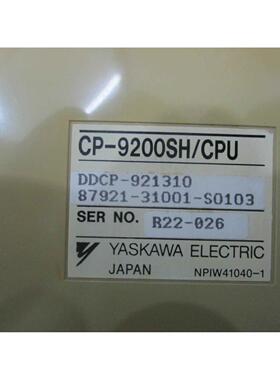 CP-9200SH/CPU
DDCP-921310
87921-31001-S0103
SER NO. R22-026
YASKAWA ELECTRIC
JAPAN NPIW41040-1